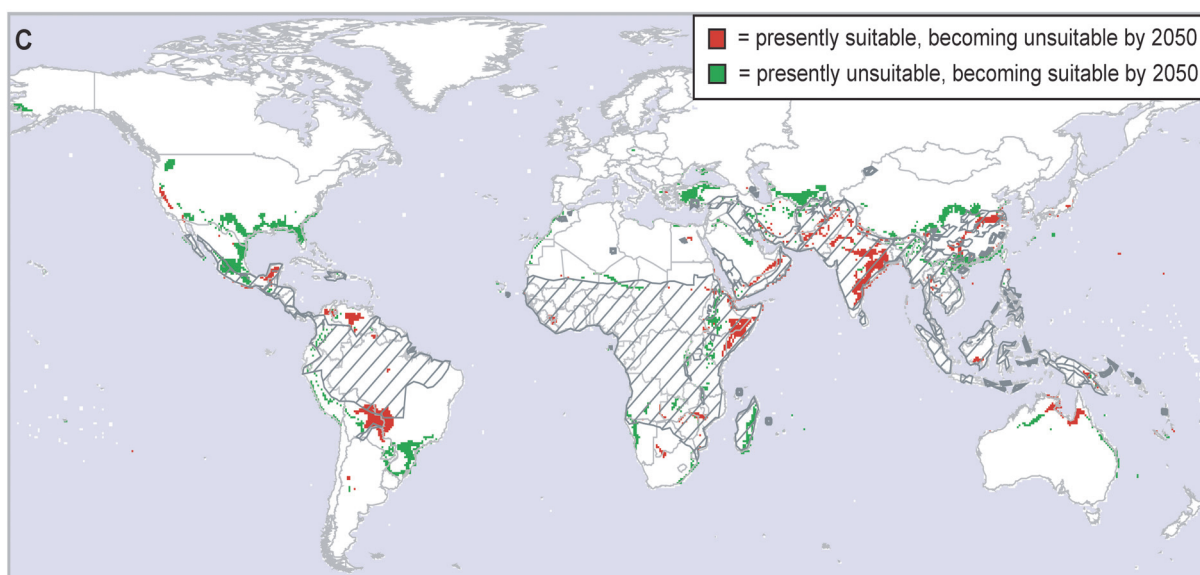 C
= presently suitable, becoming unsuitable by 2050
= presently unsuitable, becoming suitable by 2050